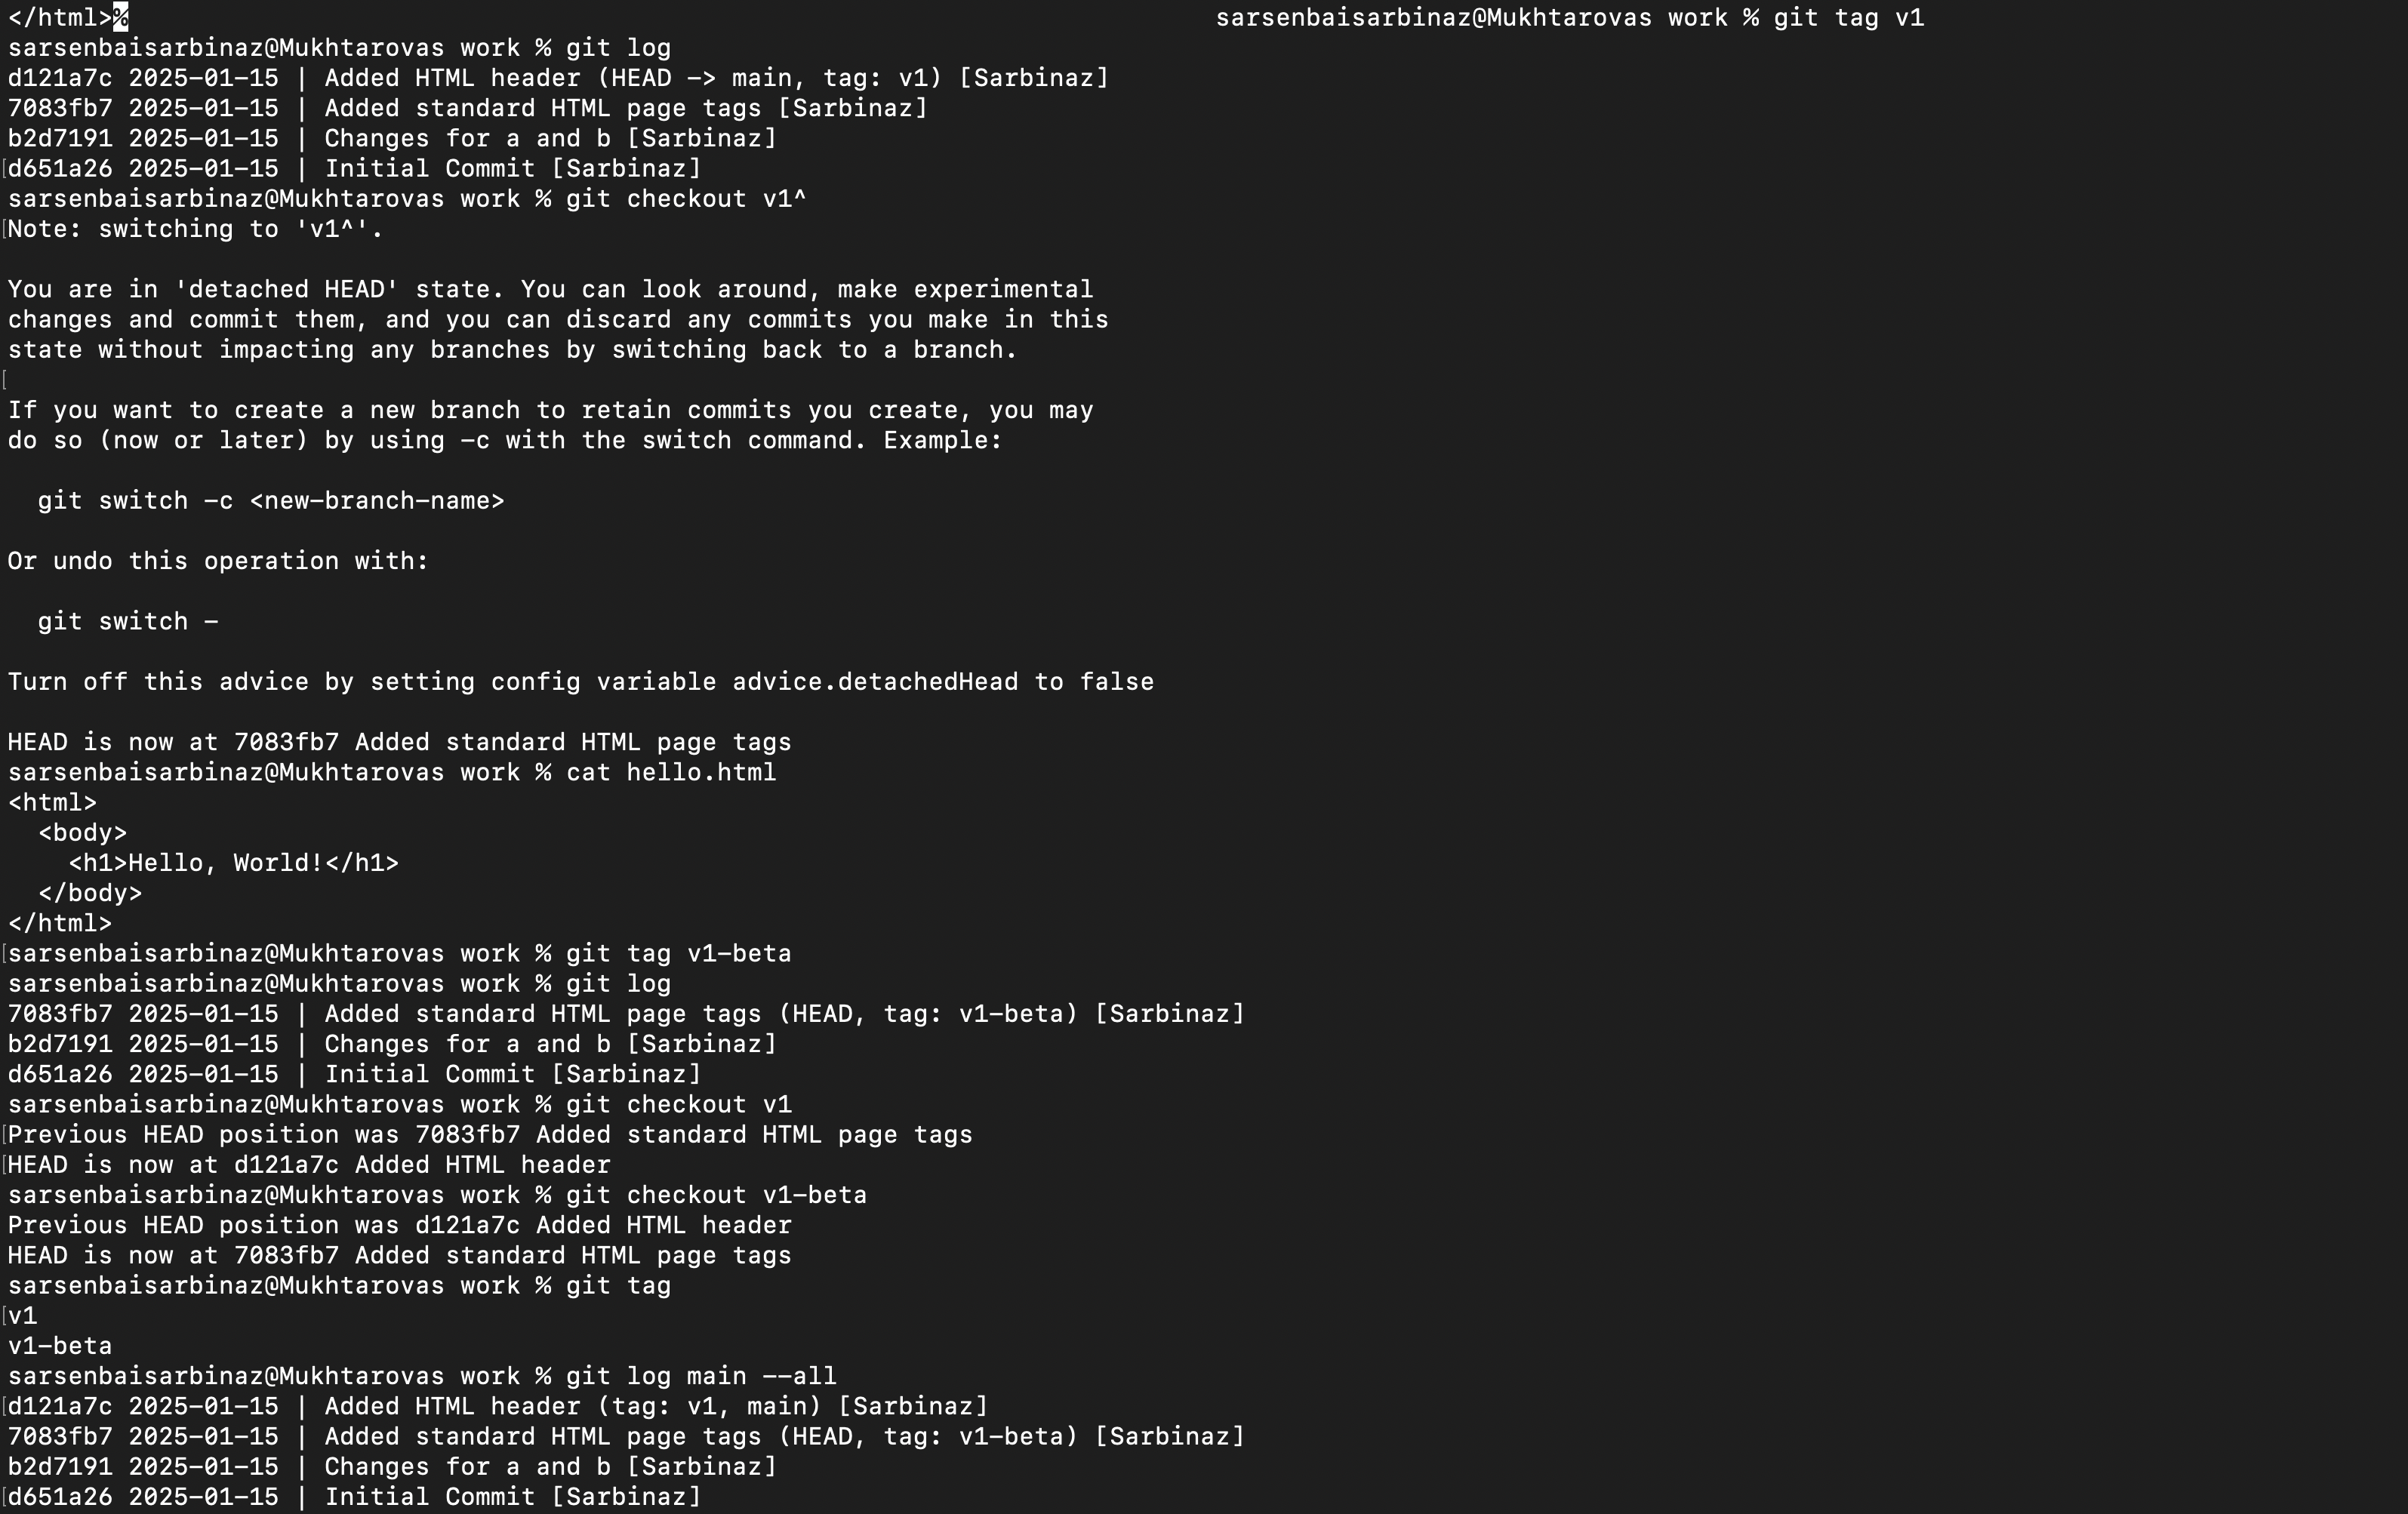 </html>% sarsenbaisarbinaz@Mukhtarovas work % git tag v1
sarsenbaisarbinaz@Mukhtarovas work % git log
d121a7c 2025-01-15 | Added HTML header (HEAD -> main, tag: v1) [Sarbinaz]
7083fb7 2025-01-15 | Added standard HTML page tags [Sarbinaz]
b2d7191 2025-01-15 | Changes for a and b [Sarbinaz]
d651a26 2025-01-15 | Initial Commit [Sarbinaz]
sarsenbaisarbinaz@Mukhtarovas work % git checkout v1^
Note: switching to 'v1^'.

You are in 'detached HEAD' state. You can look around, make experimental
changes and commit them, and you can discard any commits you make in this
state without impacting any branches by switching back to a branch.

If you want to create a new branch to retain commits you create, you may
do so (now or later) by using -c with the switch command. Example:

  git switch -c <new-branch-name>

Or undo this operation with:

  git switch -

Turn off this advice by setting config variable advice.detachedHead to false

HEAD is now at 7083fb7 Added standard HTML page tags
sarsenbaisarbinaz@Mukhtarovas work % cat hello.html
<html>
  <body>
    <h1>Hello, World!</h1>
  </body>
</html>
sarsenbaisarbinaz@Mukhtarovas work % git tag v1-beta
sarsenbaisarbinaz@Mukhtarovas work % git log
7083fb7 2025-01-15 | Added standard HTML page tags (HEAD, tag: v1-beta) [Sarbinaz]
b2d7191 2025-01-15 | Changes for a and b [Sarbinaz]
d651a26 2025-01-15 | Initial Commit [Sarbinaz]
sarsenbaisarbinaz@Mukhtarovas work % git checkout v1
Previous HEAD position was 7083fb7 Added standard HTML page tags
HEAD is now at d121a7c Added HTML header
sarsenbaisarbinaz@Mukhtarovas work % git checkout v1-beta
Previous HEAD position was d121a7c Added HTML header
HEAD is now at 7083fb7 Added standard HTML page tags
sarsenbaisarbinaz@Mukhtarovas work % git tag
v1
v1-beta
sarsenbaisarbinaz@Mukhtarovas work % git log main --all
d121a7c 2025-01-15 | Added HTML header (tag: v1, main) [Sarbinaz]
7083fb7 2025-01-15 | Added standard HTML page tags (HEAD, tag: v1-beta) [Sarbinaz]
b2d7191 2025-01-15 | Changes for a and b [Sarbinaz]
d651a26 2025-01-15 | Initial Commit [Sarbinaz]